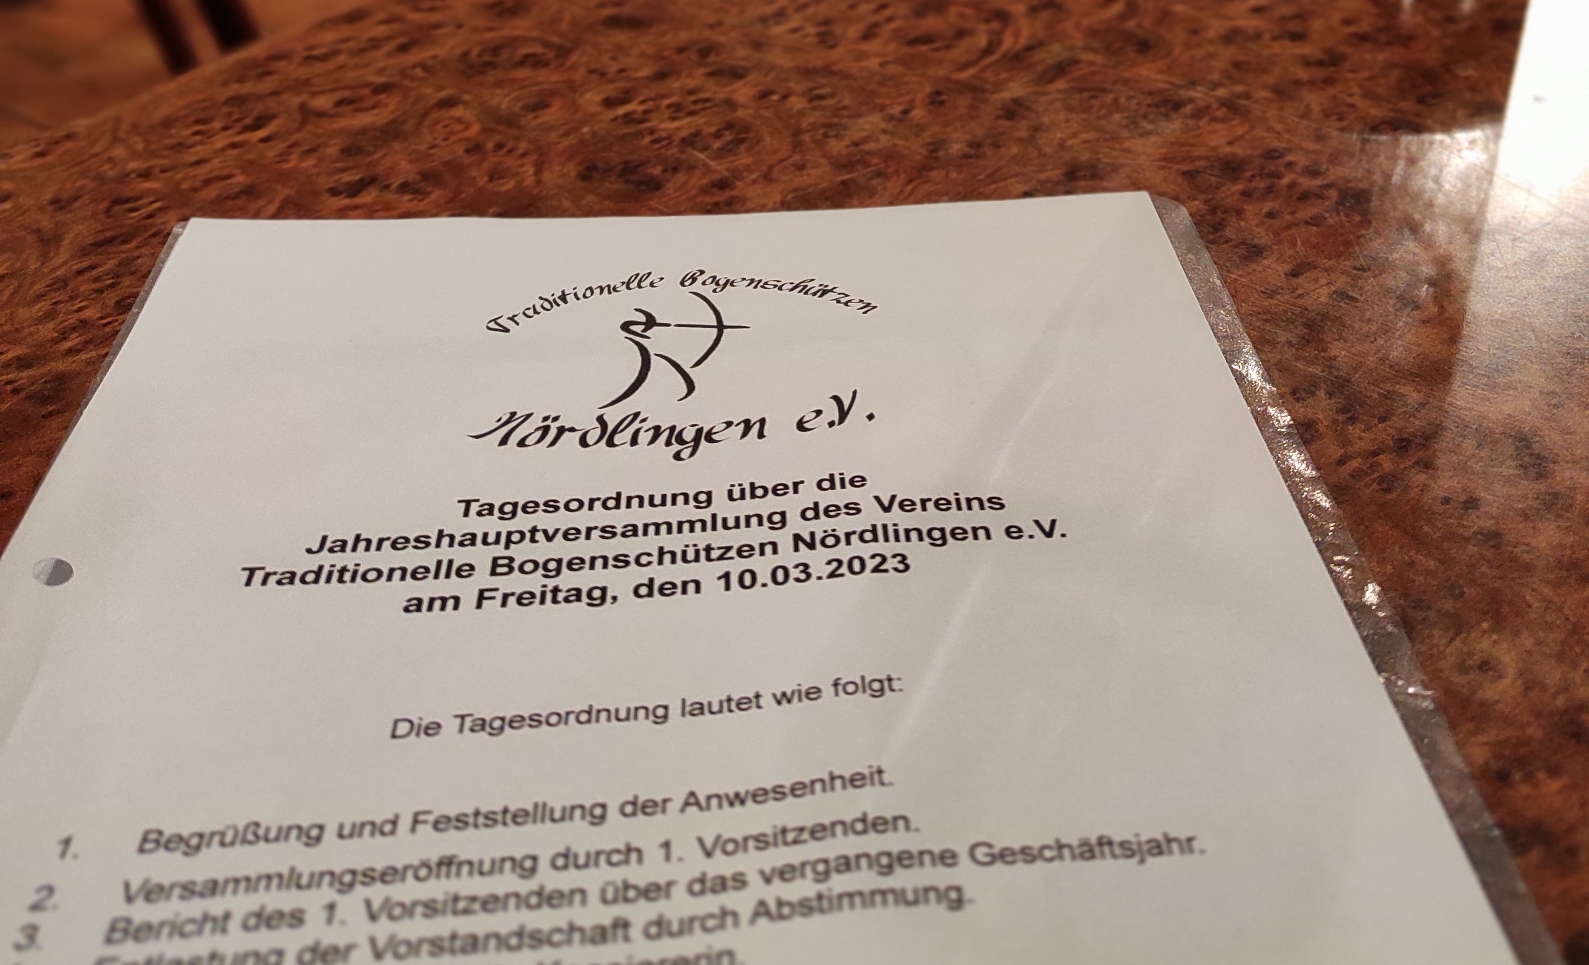 Traditionelle Bogenschützen
Nördlingen e.V.
Tagesordnung über die
Jahreshauptversammlung des Vereins
Traditionelle Bogenschützen Nördlingen e.V.
am Freitag, den 10.03.2023
Die Tagesordnung lautet wie folgt:
1. Begrüßung und Feststellung der Anwesenheit.
2. Versammlungseröffnung durch 1. Vorsitzenden.
3. Bericht des 1. Vorsitzenden über das vergangene Geschäftsjahr.
Entlastung der Vorstandschaft durch Abstimmung.